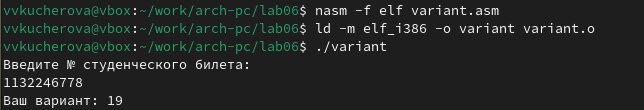 vvkucherova@vbox:~/work/arch-pc/lab06$ nasm -f elf variant.asm
vvkucherova@vbox:~/work/arch-pc/lab06$ ld -m elf_i386 -o variant variant.o
vvkucherova@vbox:~/work/arch-pc/lab06$ ./variant
Введите № студенческого билета:
1132246778
Ваш вариант: 19